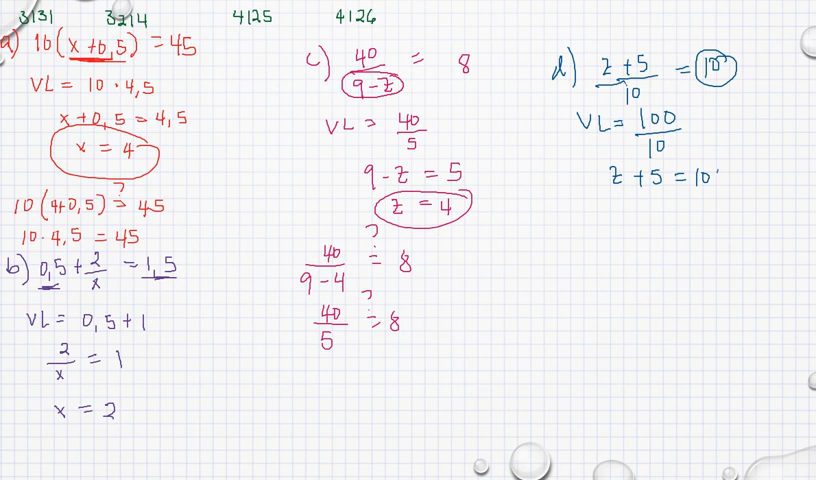 3131 3214 4125 4126
a) 10(x+0,5) = 45
VL = 10 · 4,5
x+0,5 = 4,5
x = 4
10(4+0,5) ?= 45
10 · 4,5 = 45
b) 0,5 + 2/x = 1,5
VL = 0,5 + 1
2/x = 1
x = 2
c) 40/(9-z) = 8
VL = 40/5
9-z = 5
z = 4
40/(9-4) ?= 8
40/5 ?= 8
d) (z+5)/10 = 10
VL = 100/10
z+5 = 10